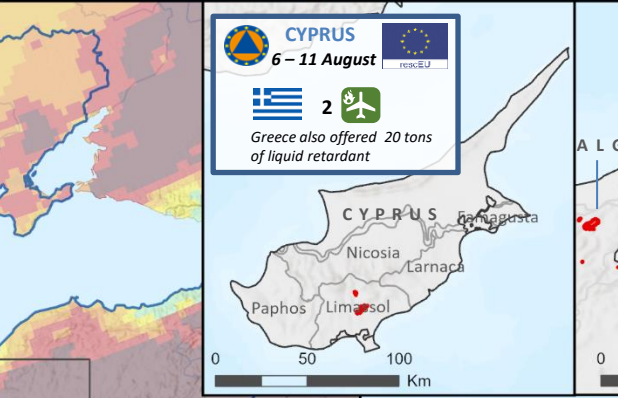 CYPRUS
6 – 11 August
rescEU
2
Greece also offered 20 tons
of liquid retardant
A L G
CYPRUS
Famagusta
Nicosia
Larnaca
Paphos
Limassol
0 50 100
Km
0